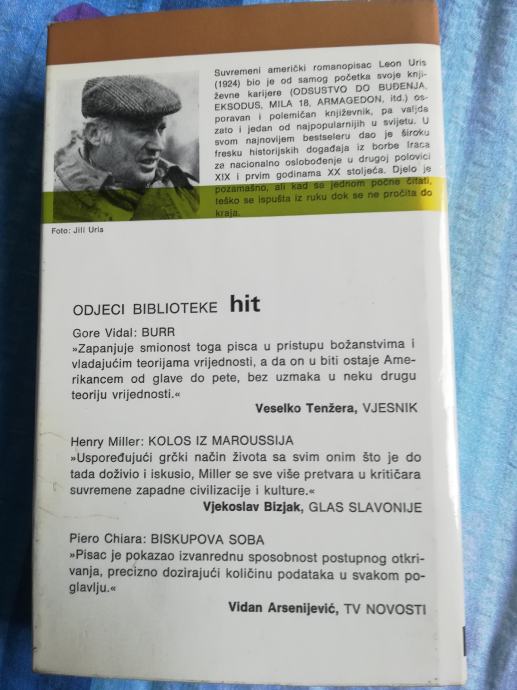 Suvremeni američki romanopisac Leon Uris
(1924) bio je od samog početka svoje knji-
ževne karijere (ODSUSTVO DO BUĐENJA,
EKSODUS, MILA 18, ARMAGEDON, itd.) os-
poravan i polemičan književnik, pa valjda
zato i jedan od najpopularnijih u svijetu. U
svom najnovijem bestseleru dao je široku
fresku historijskih događaja iz borbe Iraca
za nacionalno oslobođenje u drugoj polovici
XIX i prvim godinama XX stoljeća. Djelo je
pozamašno, ali kad se jednom počne čitati,
teško se ispušta iz ruku dok se ne pročita do
kraja.
Foto: Jill Uris
ODJECI BIBLIOTEKE hit
Gore Vidal: BURR
»Zapanjuje smionost toga pisca u pristupu božanstvima i
vladajućim teorijama vrijednosti, a da on u biti ostaje Ame-
rikancem od glave do pete, bez uzmaka u neku drugu
teoriju vrijednosti.«
Veselko Tenžera, VJESNIK
Henry Miller: KOLOS IZ MAROUSSIJA
»Uspoređujući grčki način života sa svim onim što je do
tada doživio i iskusio, Miller se sve više pretvara u kritičara
suvremene zapadne civilizacije i kulture.«
Vjekoslav Bizjak, GLAS SLAVONIJE
Piero Chiara: BISKUPOVA SOBA
»Pisac je pokazao izvanrednu sposobnost postupnog otkri-
vanja, precizno dozirajući količinu podataka u svakom po-
glavlju.«
Vidan Arsenijević, TV NOVOSTI